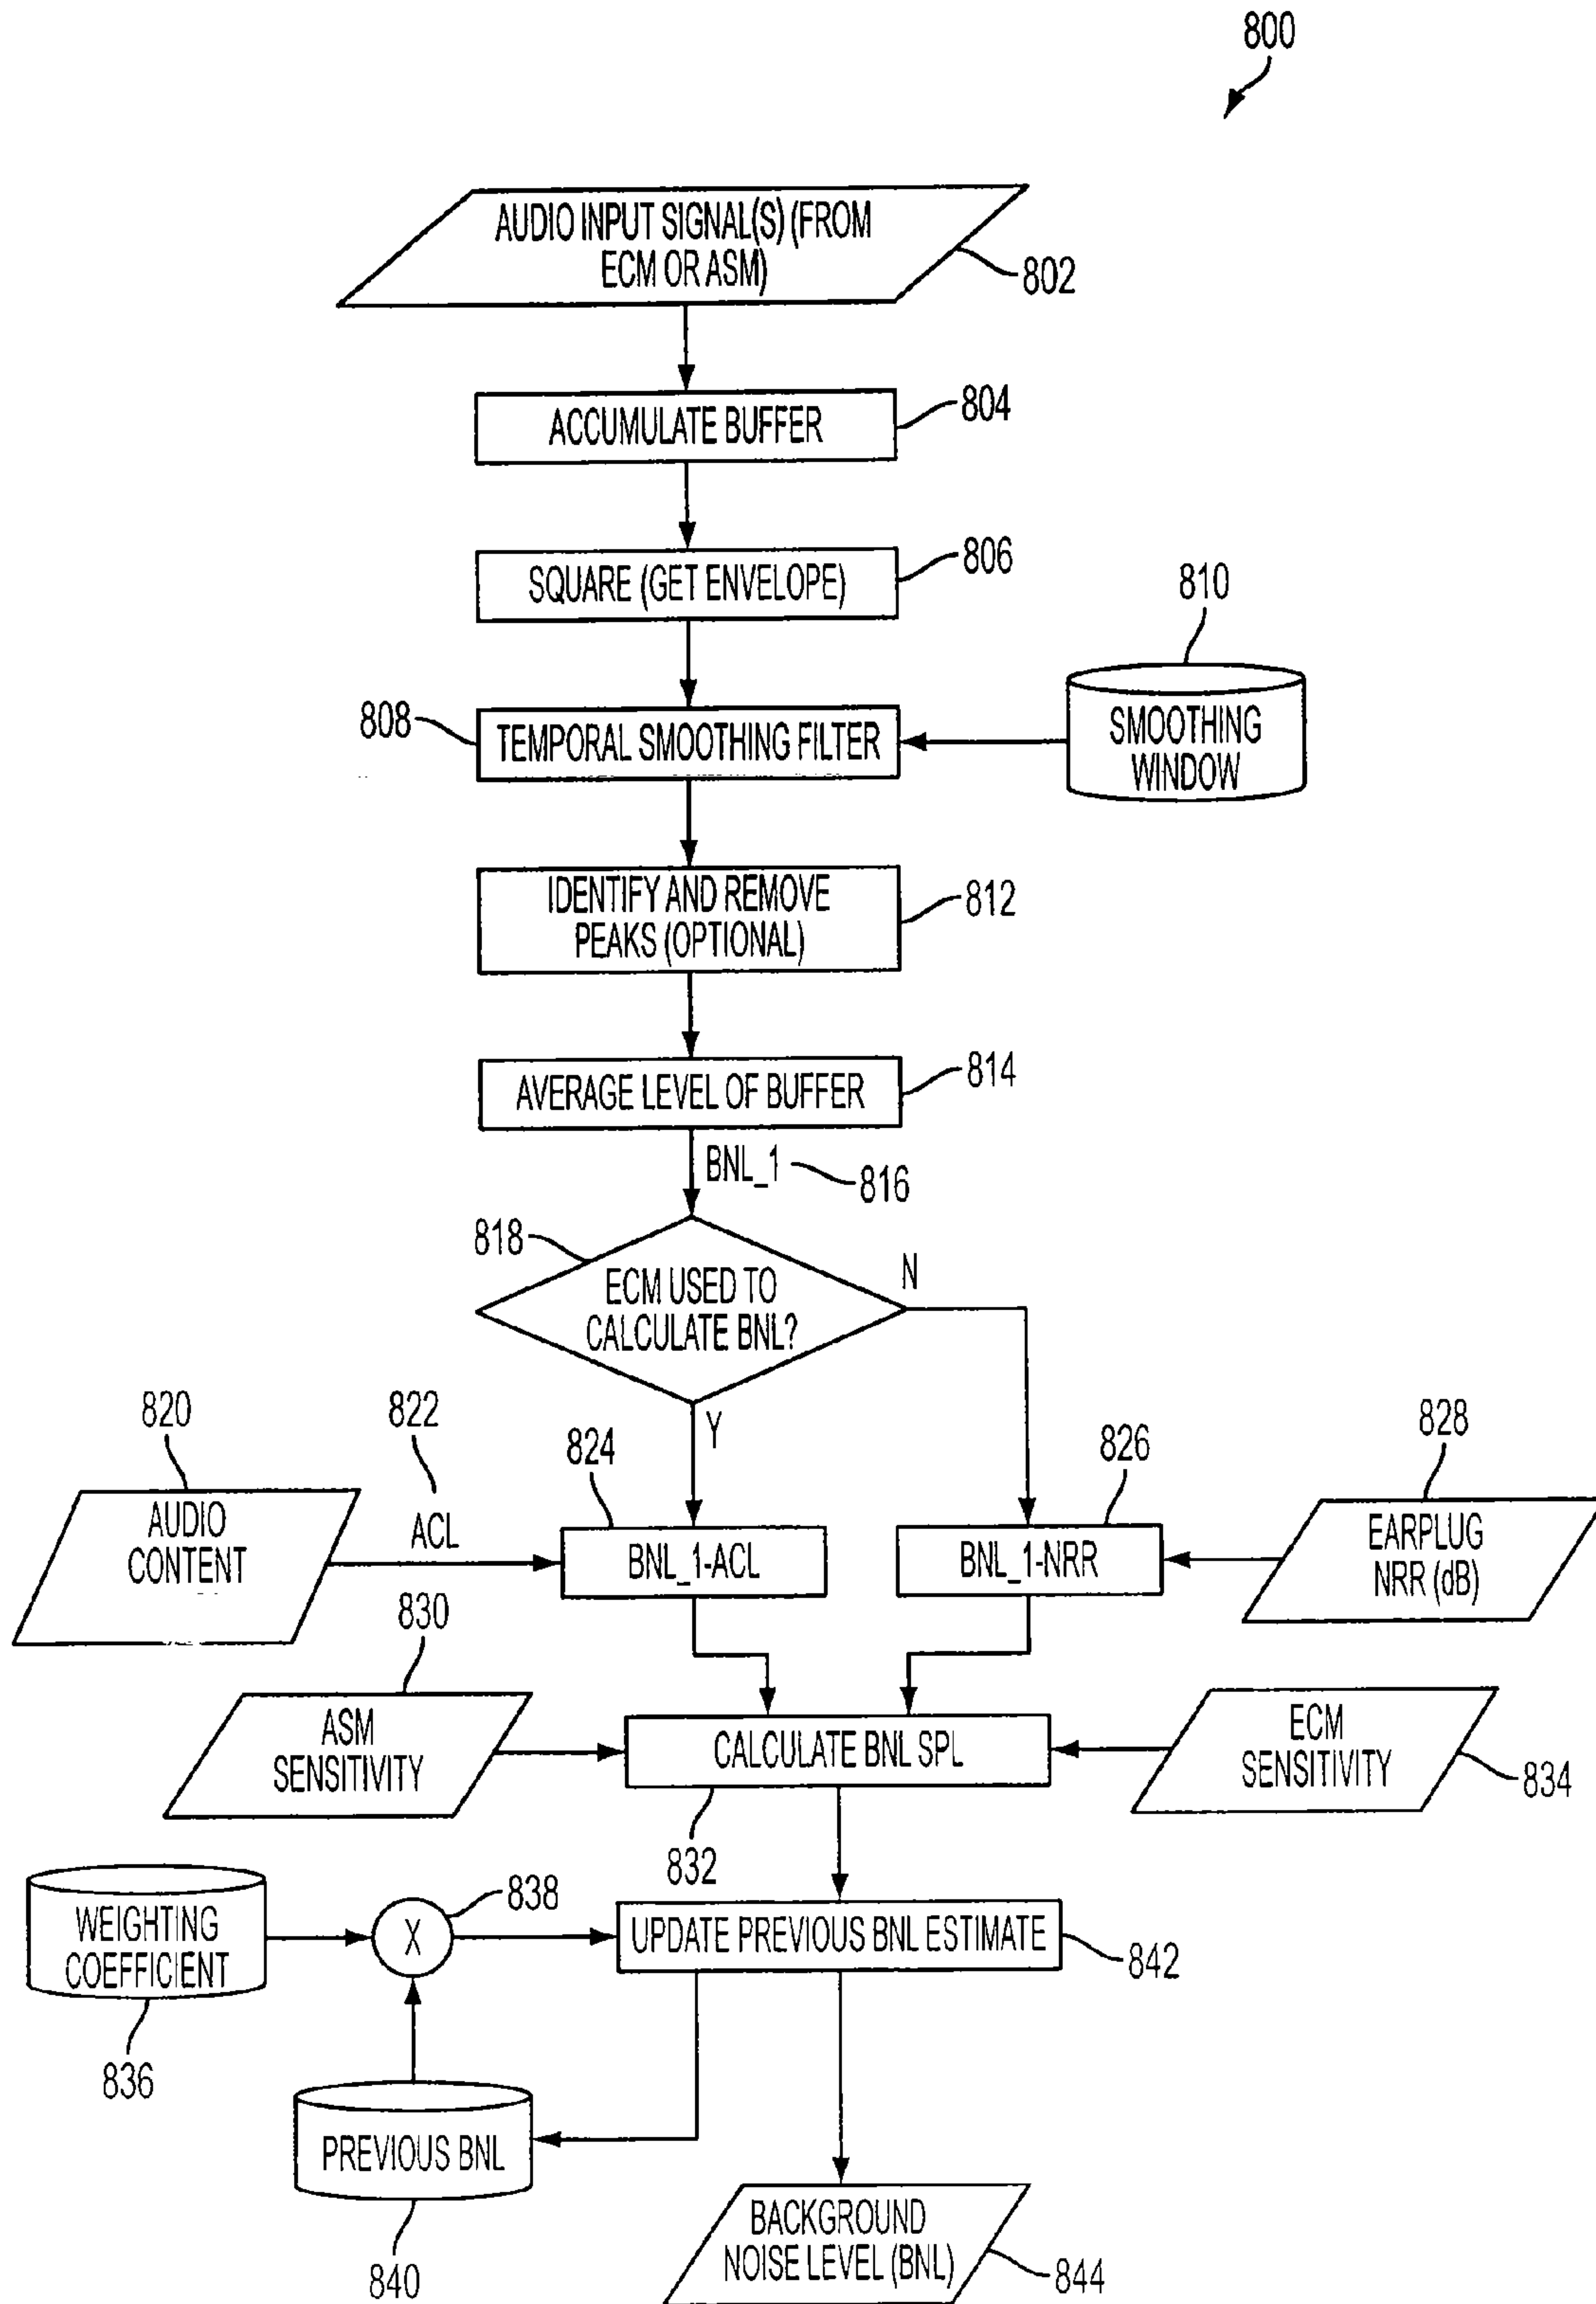 800
AUDIO INPUT SIGNAL(S) (FROM
ECM OR ASM)
802
ACCUMULATE BUFFER
804
SQUARE (GET ENVELOPE)
806
810
808
TEMPORAL SMOOTHING FILTER
SMOOTHING
WINDOW
IDENTIFY AND REMOVE
PEAKS (OPTIONAL)
812
AVERAGE LEVEL OF BUFFER
814
BNL_1
816
818
ECM USED TO
CALCULATE BNL?
N
Y
820
822
824
826
828
AUDIO
CONTENT
ACL
BNL_1-ACL
BNL_1-NRR
EARPLUG
NRR (dB)
830
ASM
SENSITIVITY
CALCULATE BNL SPL
832
ECM
SENSITIVITY
834
WEIGHTING
COEFFICIENT
836
X
838
UPDATE PREVIOUS BNL ESTIMATE
842
PREVIOUS BNL
840
BACKGROUND
NOISE LEVEL (BNL)
844